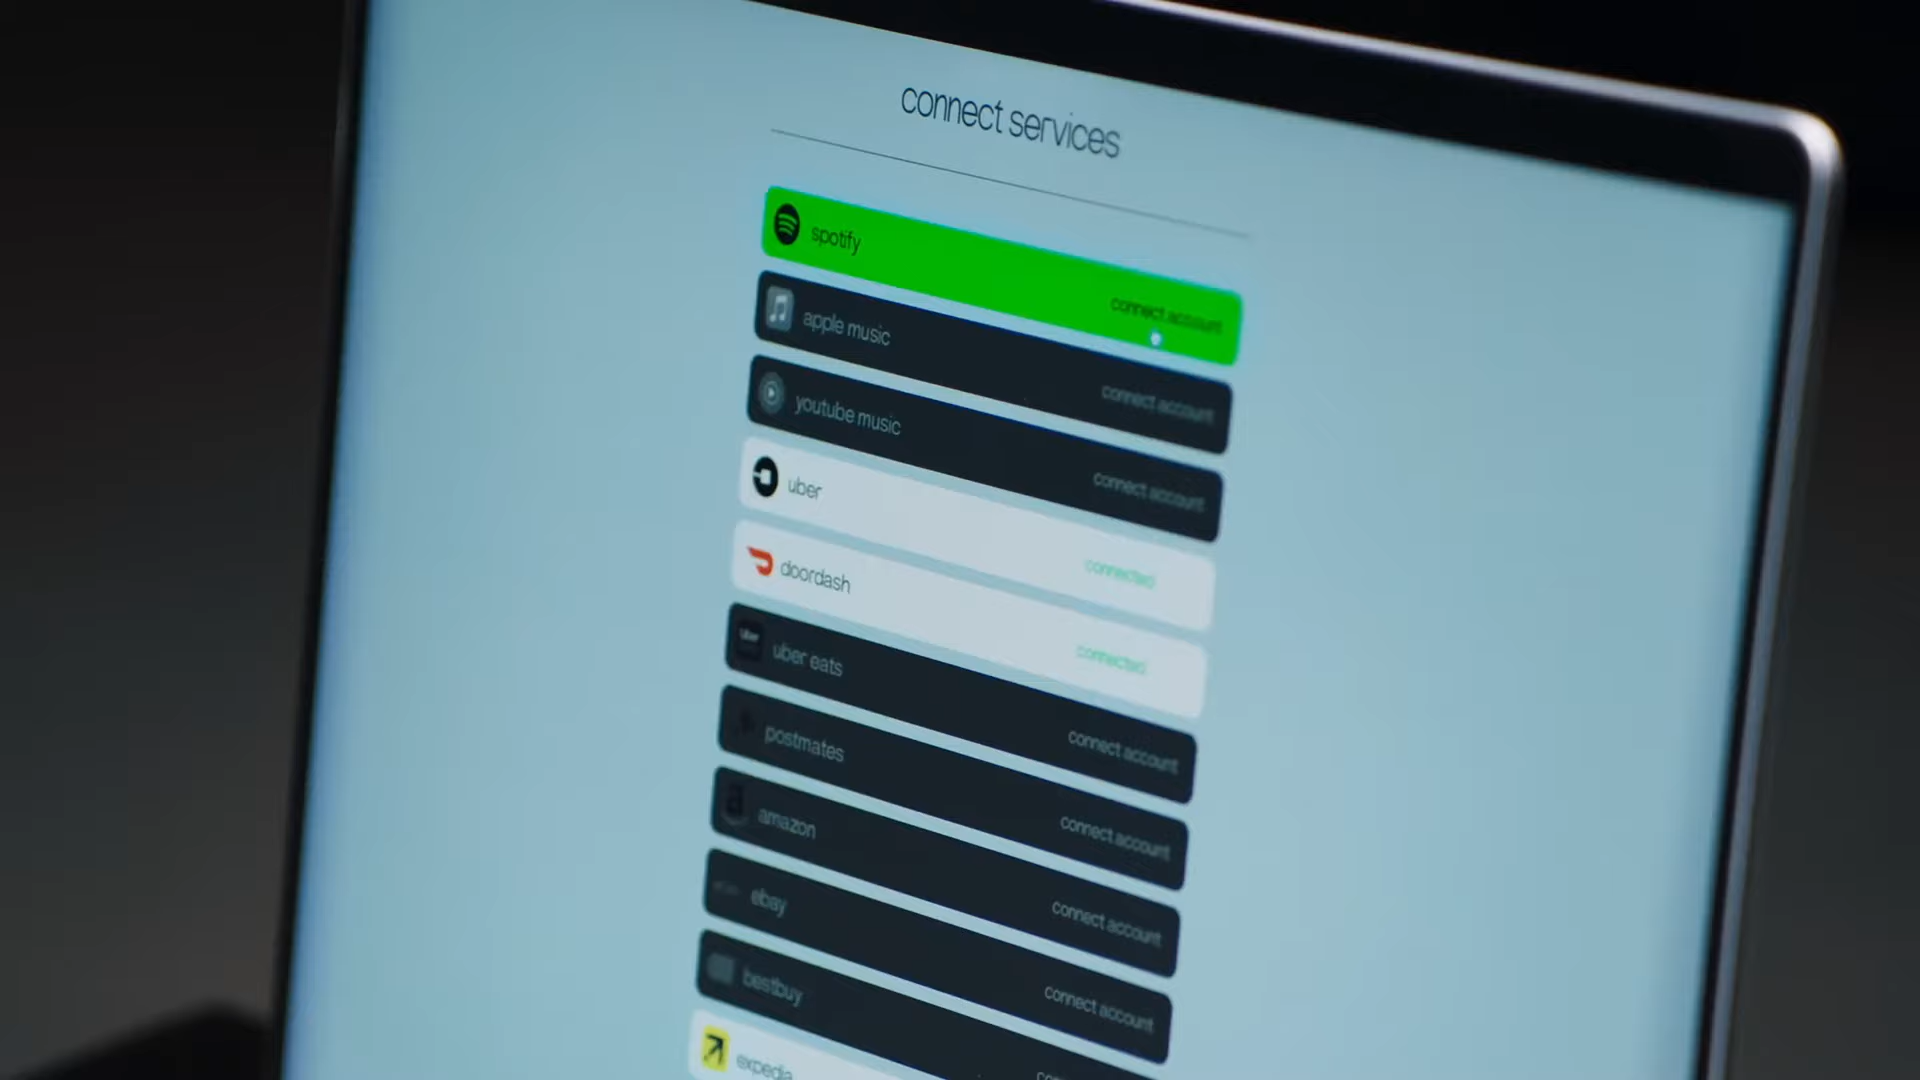 connect services
spotify
connect account
apple music
connect account
youtube music
connect account
uber
connected
doordash
connected
uber eats
connect account
postmates
connect account
amazon
connect account
ebay
connect account
bestbuy
expedia